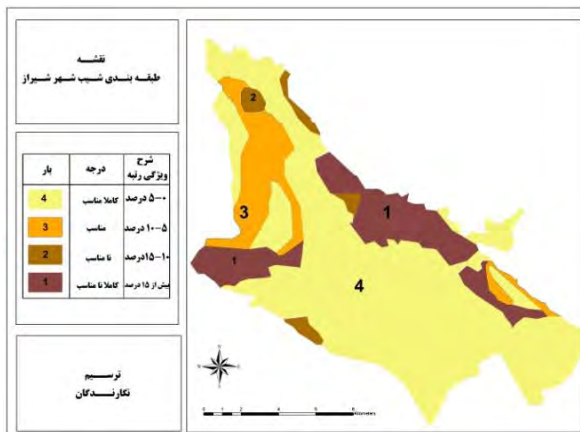 نقشه
طبقه بندی شیب شهر شیراز
شرح ویژگی رتبه	درجه	بار
۰-۵ درصد	کاملا مناسب	4
۵-۱۰ درصد	مناسب	3
۱۰-۱۵درصد	نا مناسب	2
بیش از ۱۵ درصد	کاملا نا مناسب	1
ترسیم
نگارندگان
2
3
1
1
4